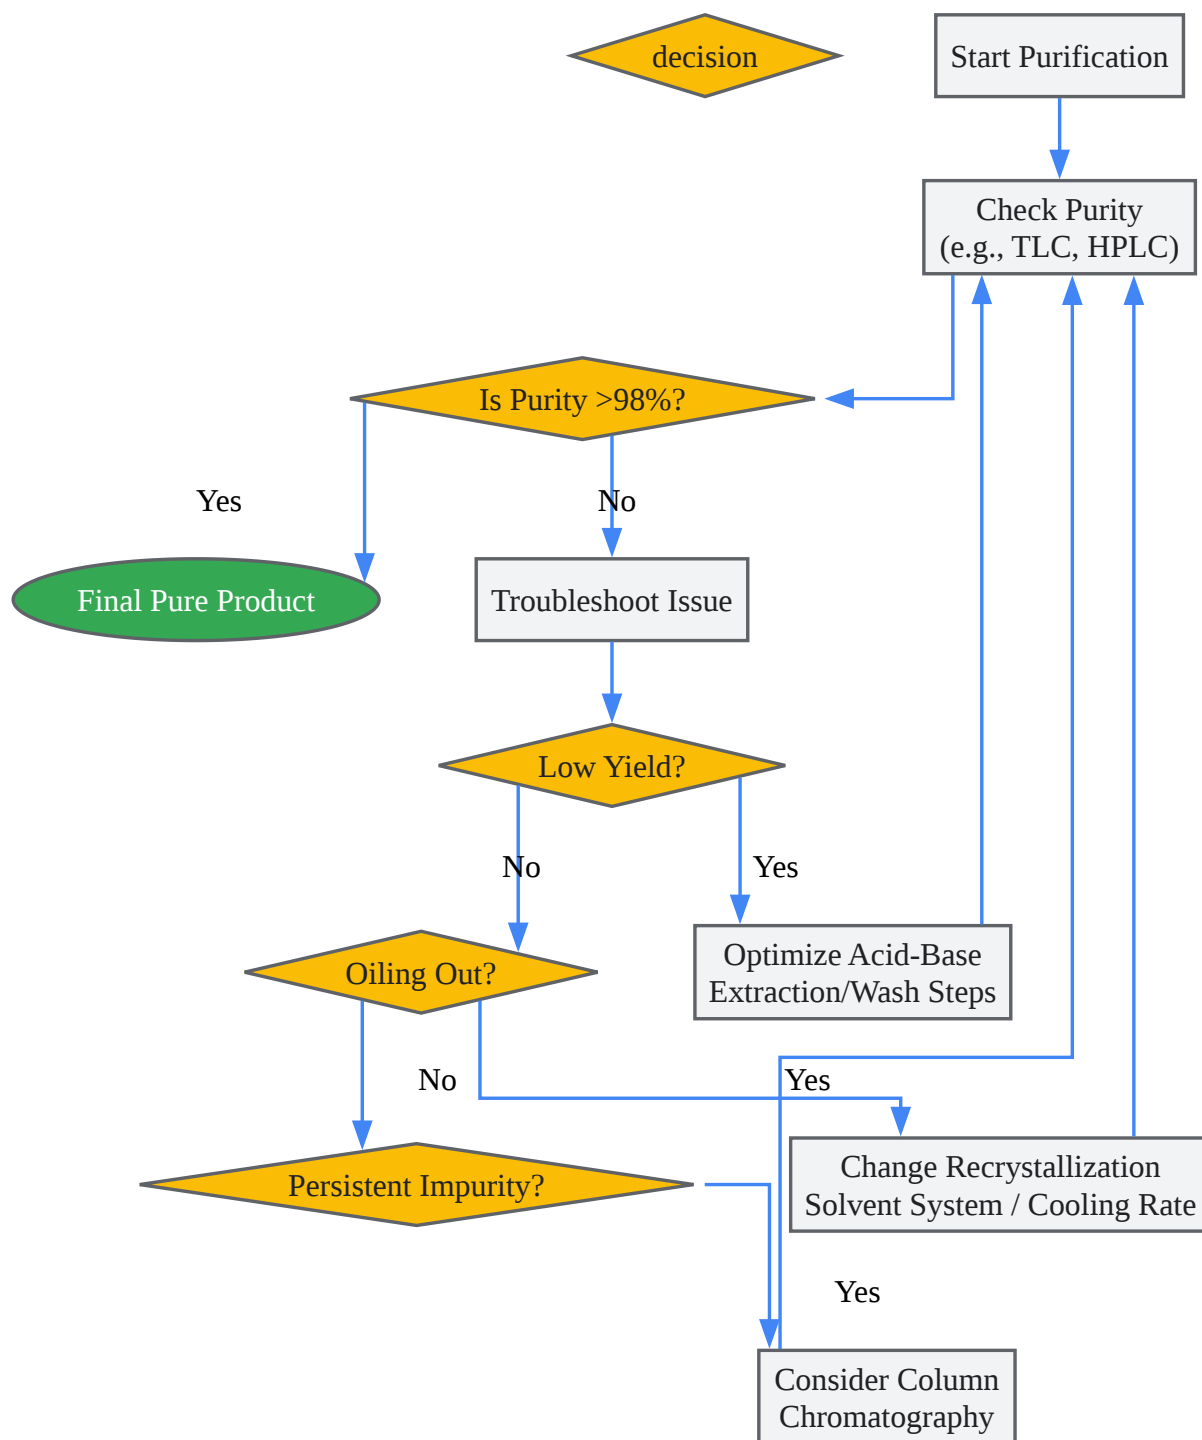 decision
Start Purification
Check Purity
(e.g., TLC, HPLC)
Is Purity >98%?
Yes
No
Final Pure Product
Troubleshoot Issue
Low Yield?
No
Yes
Oiling Out?
Optimize Acid-Base
Extraction/Wash Steps
No
Yes
Persistent Impurity?
Change Recrystallization
Solvent System / Cooling Rate
Yes
Consider Column
Chromatography